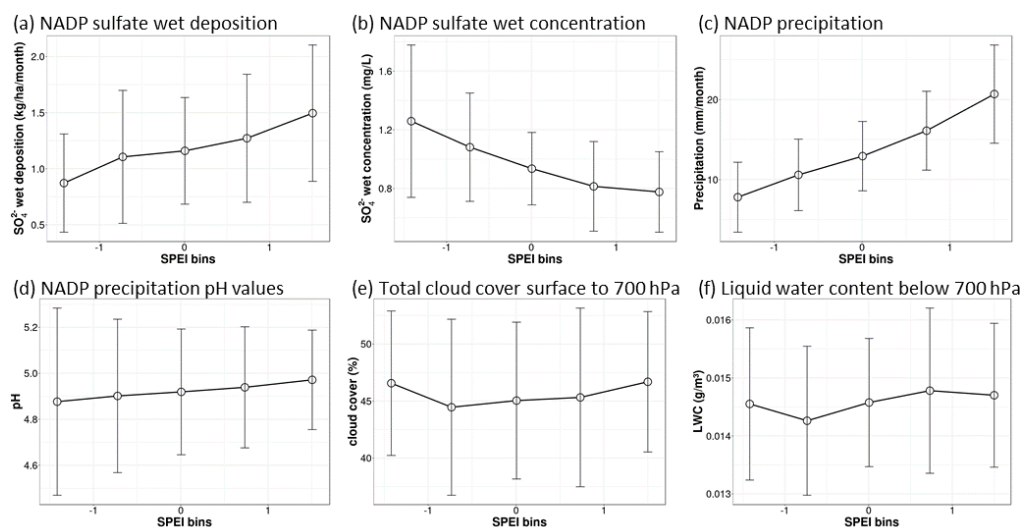 (a) NADP sulfate wet deposition
SO₄²⁻ wet deposition (kg/ha/month)
2.0
1.5
1.0
0.5
-1 0 1
SPEI bins
(b) NADP sulfate wet concentration
SO₄²⁻ wet concentration (mg/L)
1.6
1.2
0.8
-1 0 1
SPEI bins
(c) NADP precipitation
Precipitation (mm/month)
20
10
-1 0 1
SPEI bins
(d) NADP precipitation pH values
pH
5.2
5.0
4.8
4.6
-1 0 1
SPEI bins
(e) Total cloud cover surface to 700 hPa
cloud cover (%)
50
45
40
-1 0 1
SPEI bins
(f) Liquid water content below 700 hPa
LWC (g/m³)
0.016
0.015
0.014
0.013
-1 0 1
SPEI bins